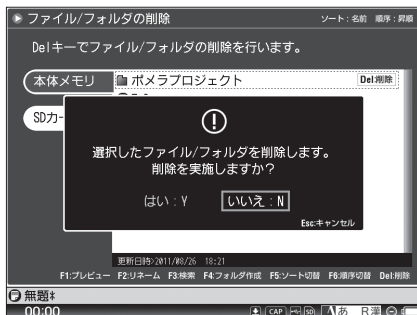 ファイル/フォルダの削除 ソート：名前 順序：昇順
Delキーでファイル/フォルダの削除を行います。
本体メモリ ポメラプロジェクト Del:削除
SDカー
選択したファイル/フォルダを削除します。
削除を実施しますか？
はい：Y いいえ：N
Esc:キャンセル
更新日時>2011/08/26 18:21
F1:プレビュー F2:リネーム F3:検索 F4:フォルダ作成 F5:ソート切替 F6:順序切替 Del:削除
無題*
00:00 CAP SD あ R漢